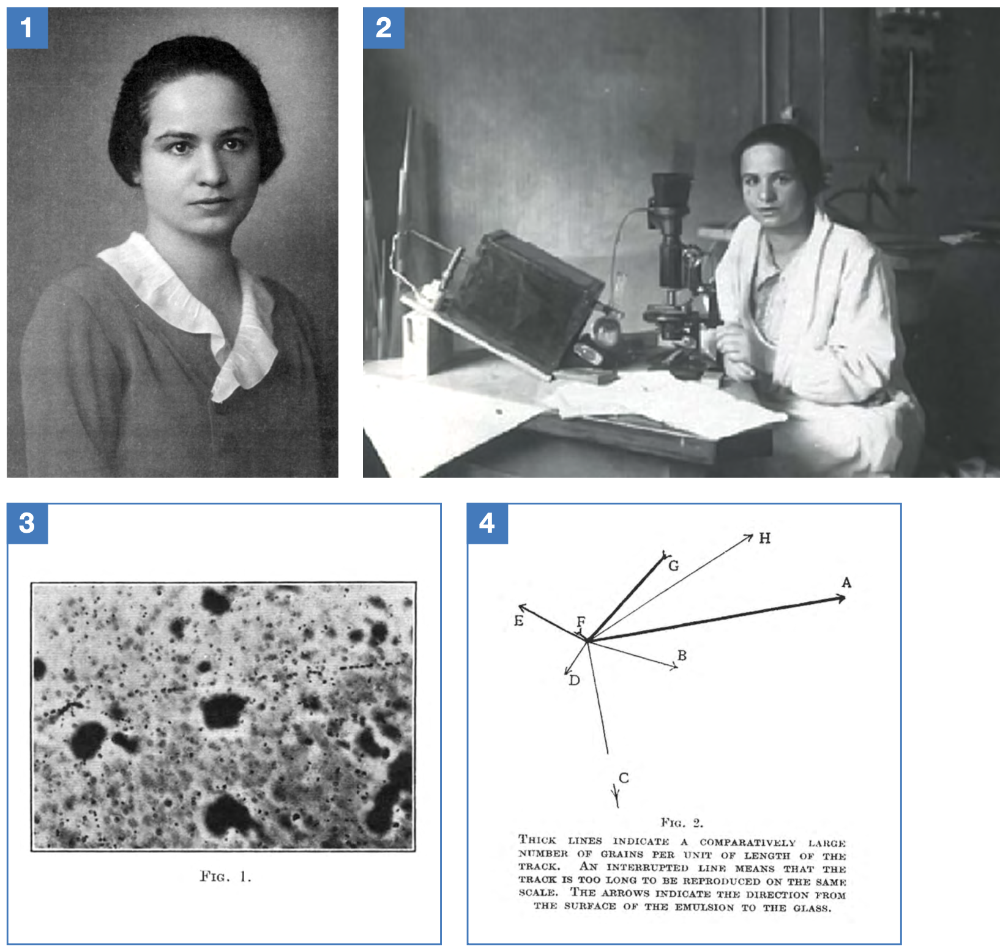 1
2
3
4
H
G
A
E
F
B
D
C
FIG. 1.
FIG. 2.
THICK LINES INDICATE A COMPARATIVELY LARGE
NUMBER OF GRAINS PER UNIT OF LENGTH OF THE
TRACK. AN INTERRUPTED LINE MEANS THAT THE
TRACK IS TOO LONG TO BE REPRODUCED ON THE SAME
SCALE. THE ARROWS INDICATE THE DIRECTION FROM
THE SURFACE OF THE EMULSION TO THE GLASS.